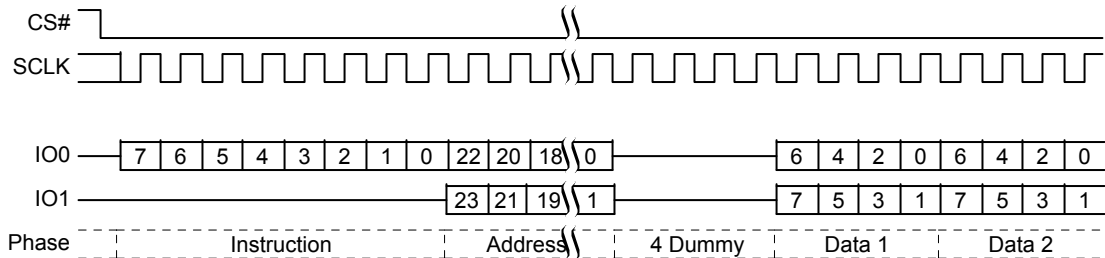 CS#
SCLK
IO0 7 6 5 4 3 2 1 0 22 20 18 0 6 4 2 0 6 4 2 0
IO1 23 21 19 1 7 5 3 1 7 5 3 1
Phase Instruction Address 4 Dummy Data 1 Data 2